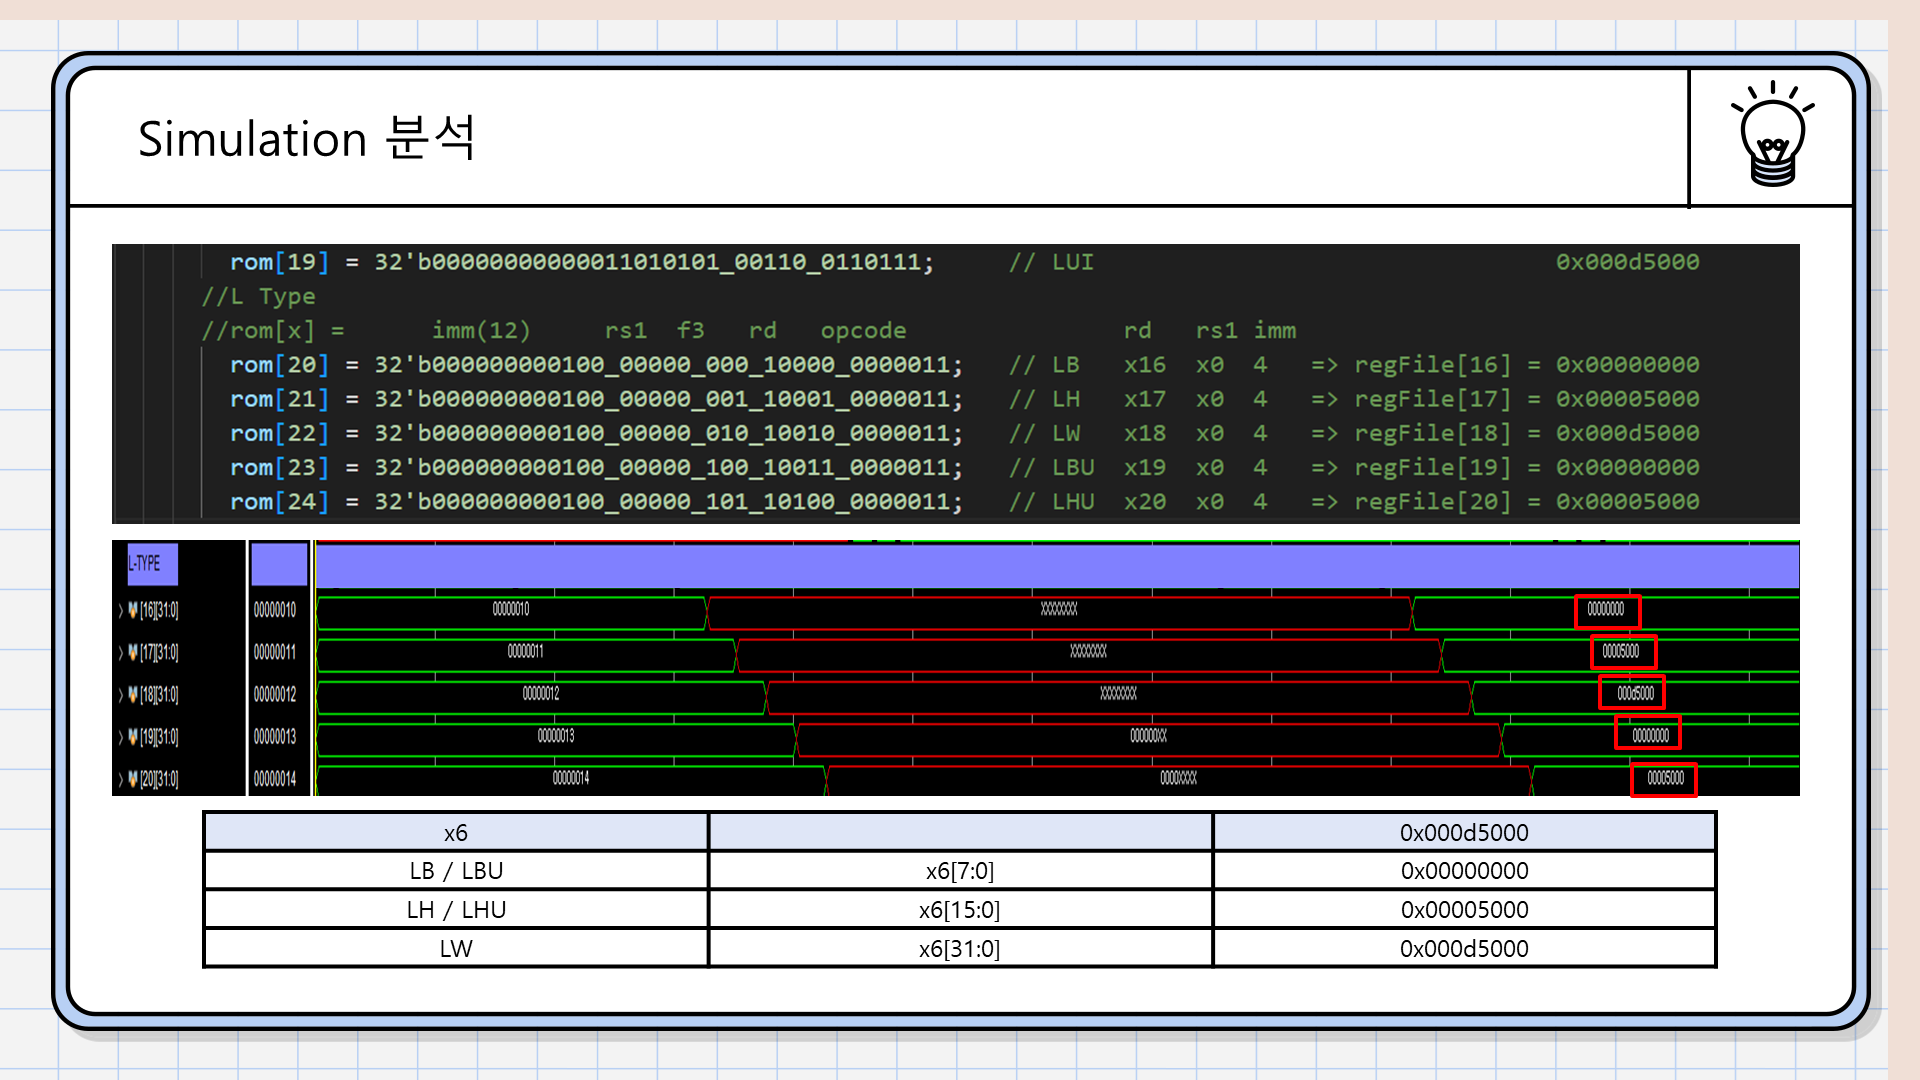 Simulation 분석
rom[19] = 32'b00000000000011010101_00110_0110111; // LUI 0x000d5000
//L Type
//rom[x] = imm(12) rs1 f3 rd opcode rd rs1 imm
rom[20] = 32'b000000000100_00000_000_10000_0000011; // LB x16 x0 4 => regFile[16] = 0x00000000
rom[21] = 32'b000000000100_00000_001_10001_0000011; // LH x17 x0 4 => regFile[17] = 0x00005000
rom[22] = 32'b000000000100_00000_010_10010_0000011; // LW x18 x0 4 => regFile[18] = 0x000d5000
rom[23] = 32'b000000000100_00000_100_10011_0000011; // LBU x19 x0 4 => regFile[19] = 0x00000000
rom[24] = 32'b000000000100_00000_101_10100_0000011; // LHU x20 x0 4 => regFile[20] = 0x00005000
L-TYPE
[16][31:0] 00000010 00000010 XXXXXXXX 00000000
[17][31:0] 00000011 00000011 XXXXXXXX 00005000
[18][31:0] 00000012 00000012 XXXXXXXX 000d5000
[19][31:0] 00000013 00000013 000000XX 00000000
[20][31:0] 00000014 00000014 0000XXXX 00005000
x6 0x000d5000
LB / LBU x6[7:0] 0x00000000
LH / LHU x6[15:0] 0x00005000
LW x6[31:0] 0x000d5000